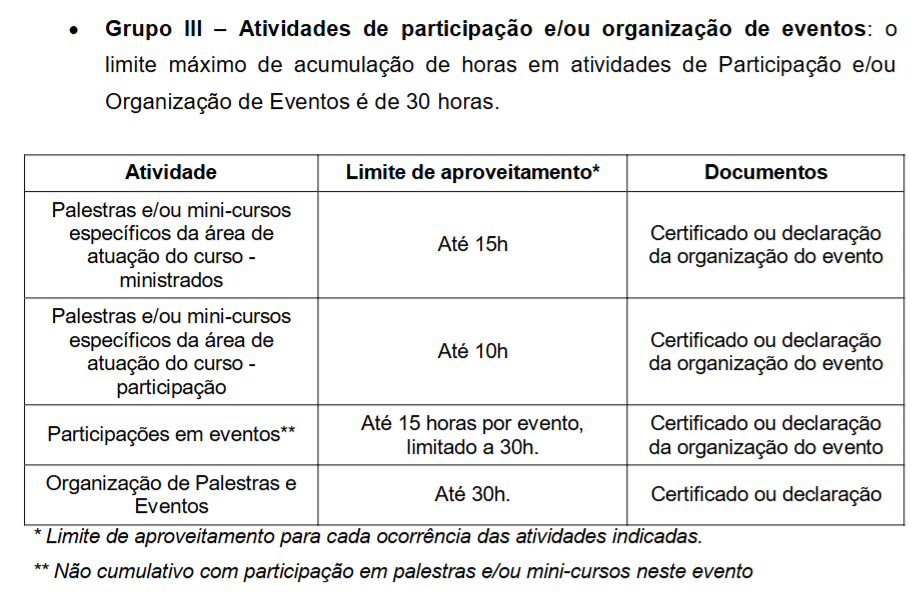 • Grupo III – Atividades de participação e/ou organização de eventos: o
limite máximo de acumulação de horas em atividades de Participação e/ou
Organização de Eventos é de 30 horas.
Atividade
Limite de aproveitamento*
Documentos
Palestras e/ou mini-cursos
específicos da área de
atuação do curso -
ministrados
Até 15h
Certificado ou declaração
da organização do evento
Palestras e/ou mini-cursos
específicos da área de
atuação do curso -
participação
Até 10h
Certificado ou declaração
da organização do evento
Participações em eventos**
Até 15 horas por evento,
limitado a 30h.
Certificado ou declaração
da organização do evento
Organização de Palestras e
Eventos
Até 30h.
Certificado ou declaração
* Limite de aproveitamento para cada ocorrência das atividades indicadas.
** Não cumulativo com participação em palestras e/ou mini-cursos neste evento